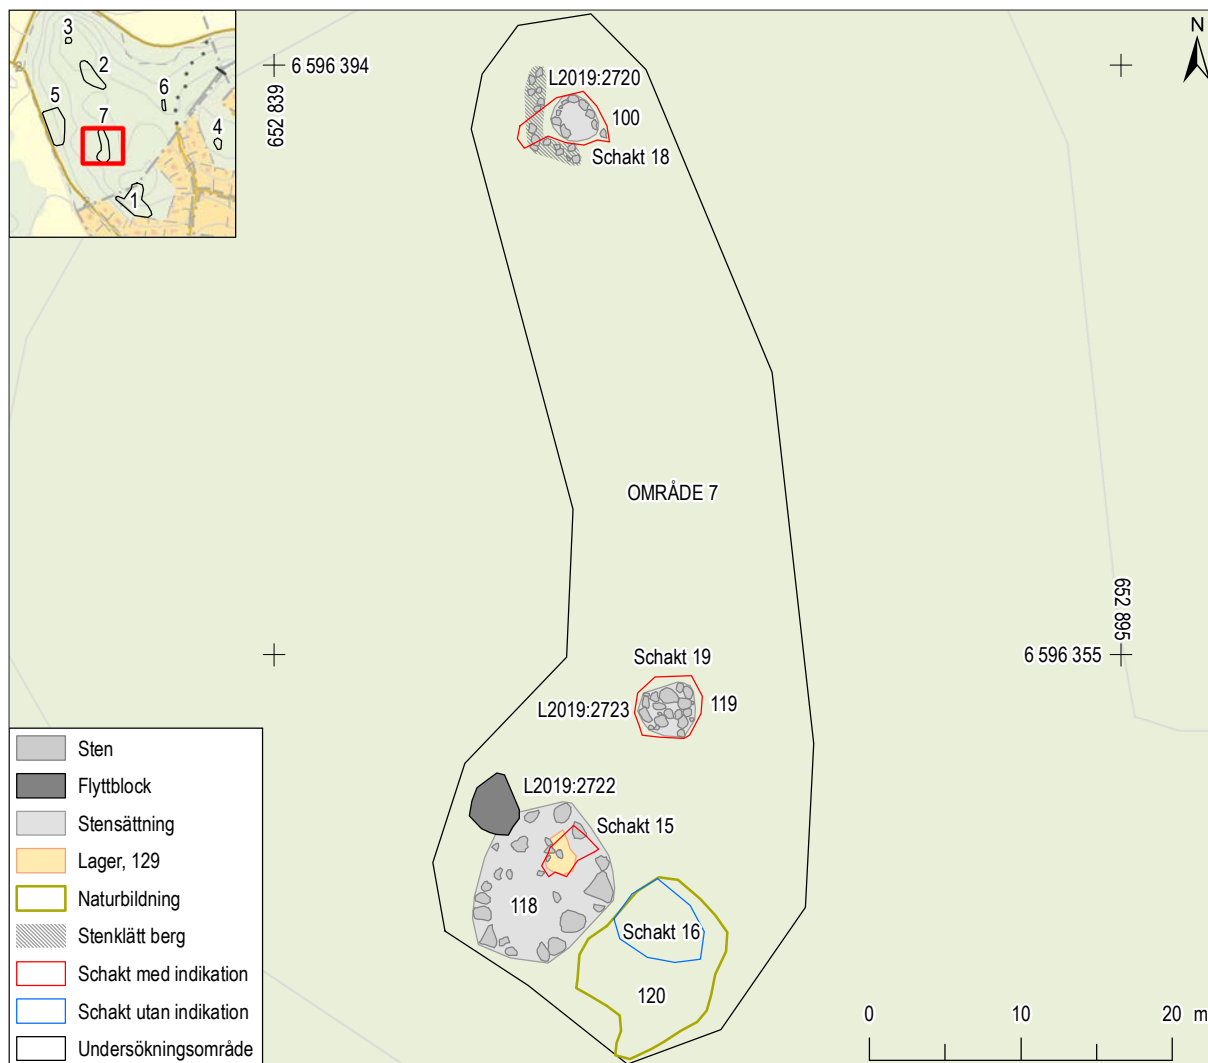 3
2
5
6
7
4
1
2
N
6 596 394
652 839
L2019:2720
100
Schakt 18
OMRÅDE 7
652 895
6 596 355
Schakt 19
L2019:2723
119
L2019:2722
Schakt 15
118
Schakt 16
120
Sten
Flyttblock
Stensättning
Lager, 129
Naturbildning
Stenklätt berg
Schakt med indikation
Schakt utan indikation
Undersökningsområde
0 10 20 m